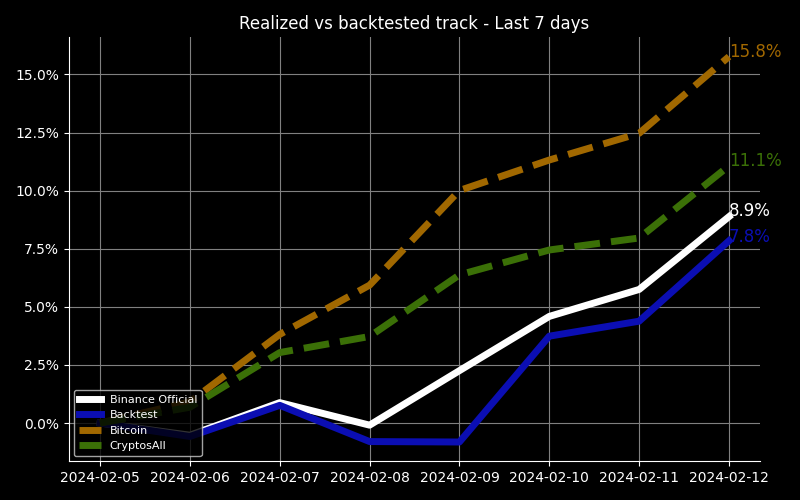 Realized vs backtested track - Last 7 days
15.8%
15.0%
12.5%
11.1%
10.0%
8.9%
7.8%
7.5%
5.0%
2.5%
0.0%
Binance Official
Backtest
Bitcoin
CryptosAll
2024-02-05 2024-02-06 2024-02-07 2024-02-08 2024-02-09 2024-02-10 2024-02-11 2024-02-12